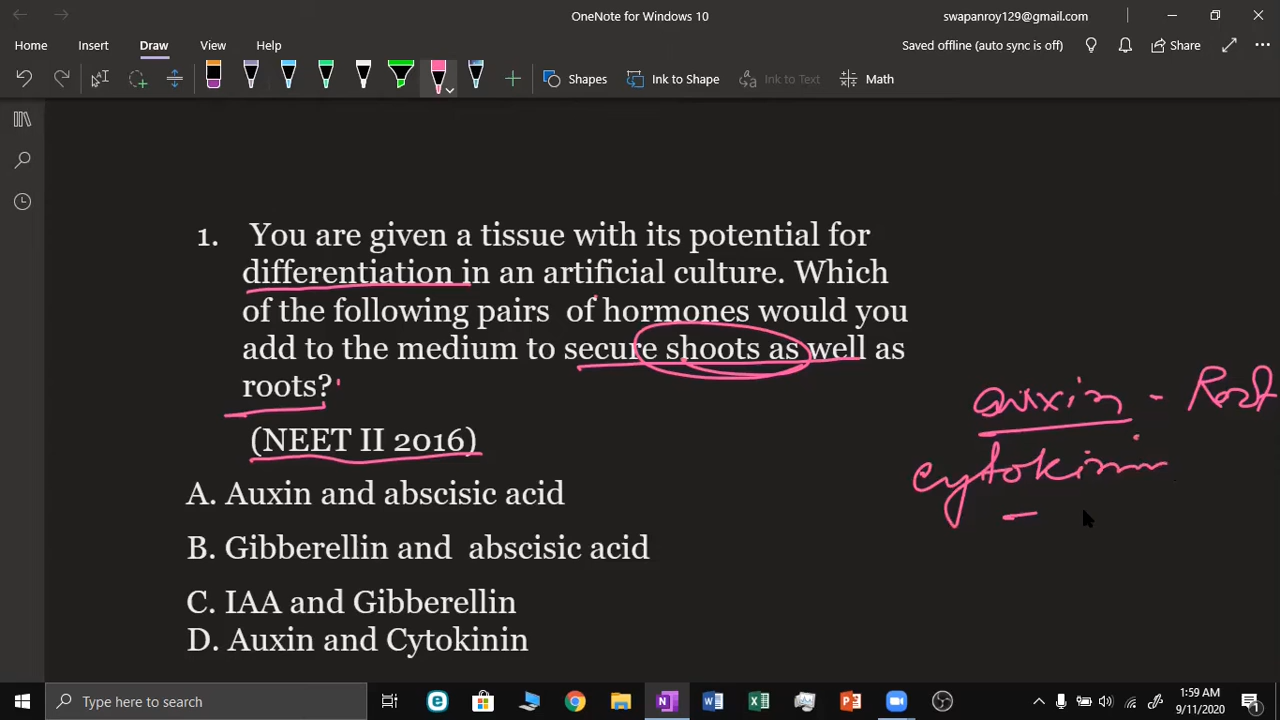 OneNote for Windows 10
swapanroy129@gmail.com
Home Insert Draw View Help
Saved offline (auto sync is off)
Share
Shapes
Ink to Shape
Ink to Text
Math
1. You are given a tissue with its potential for
differentiation in an artificial culture. Which
of the following pairs of hormones would you
add to the medium to secure shoots as well as
roots?
(NEET II 2016)
auxin - Root
cytokinin
A. Auxin and abscisic acid
B. Gibberellin and abscisic acid
C. IAA and Gibberellin
D. Auxin and Cytokinin
Type here to search
1:59 AM
9/11/2020
1